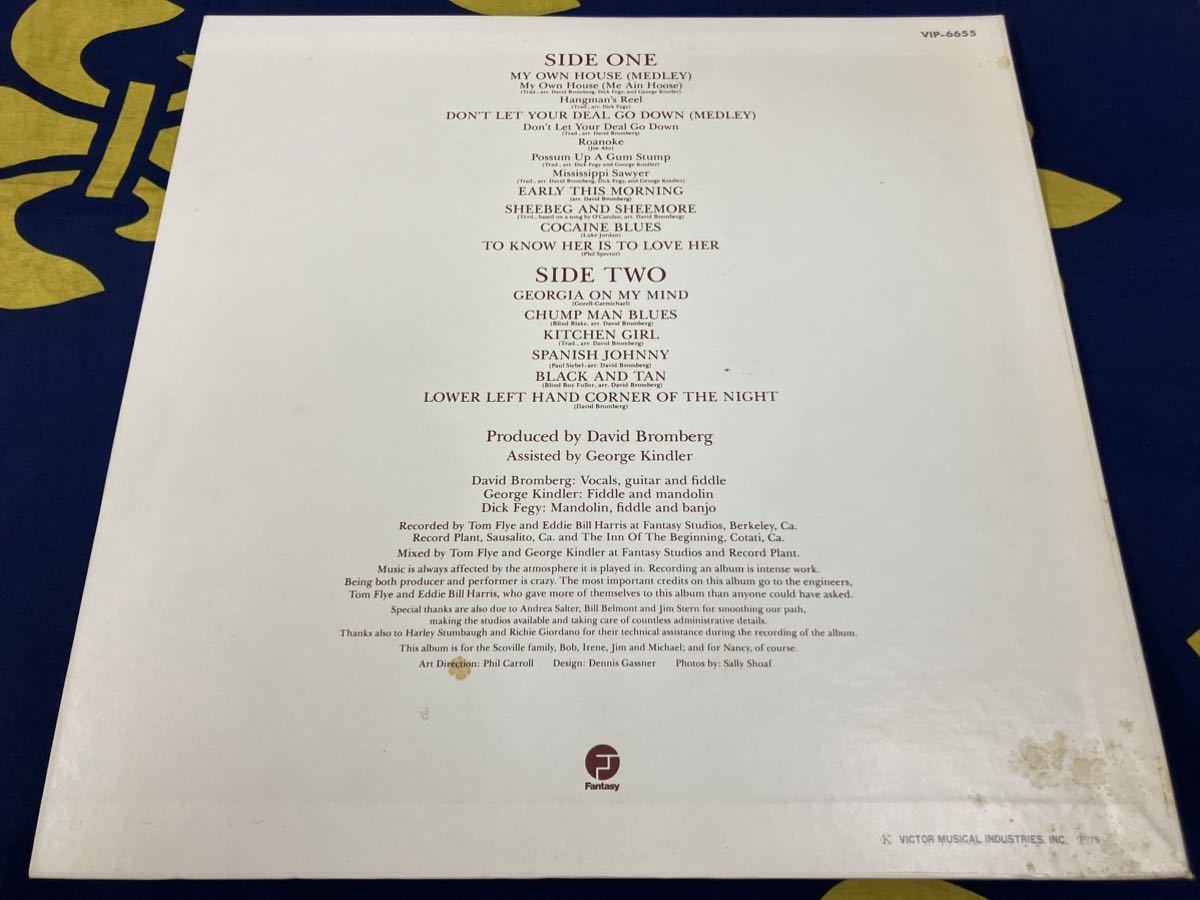 VIP-6655
SIDE ONE
MY OWN HOUSE (MEDLEY)
My Own House (Me Ain Hoose)
(Trad., arr. David Bromberg, Dick Fegy, and George Kindler)
Hangman's Reel
(Trad., arr. Dick Fegy)
DON'T LET YOUR DEAL GO DOWN (MEDLEY)
Don't Let Your Deal Go Down
(Trad., arr. David Bromberg)
Roanoke
(Joe Ahr)
Possum Up A Gum Stump
(Trad., arr. Dick Fegy and George Kindler)
Mississippi Sawyer
(Trad., arr. David Bromberg, Dick Fegy, and George Kindler)
EARLY THIS MORNING
(arr. David Bromberg)
SHEEBEG AND SHEEMORE
(Trad., based on a song by O'Carolan, arr. David Bromberg)
COCAINE BLUES
(Luke Jordan)
TO KNOW HER IS TO LOVE HER
(Phil Spector)
SIDE TWO
GEORGIA ON MY MIND
(Gorell-Carmichael)
CHUMP MAN BLUES
(Blind Blake, arr. David Bromberg)
KITCHEN GIRL
(Trad., arr. David Bromberg)
SPANISH JOHNNY
(Paul Siebel, arr. David Bromberg)
BLACK AND TAN
(Blind Boy Fuller, arr. David Bromberg)
LOWER LEFT HAND CORNER OF THE NIGHT
(David Bromberg)
Produced by David Bromberg
Assisted by George Kindler
David Bromberg: Vocals, guitar and fiddle
George Kindler: Fiddle and mandolin
Dick Fegy: Mandolin, fiddle and banjo
Recorded by Tom Flye and Eddie Bill Harris at Fantasy Studios, Berkeley, Ca.
Record Plant, Sausalito, Ca. and The Inn Of The Beginning, Cotati, Ca.
Mixed by Tom Flye and George Kindler at Fantasy Studios and Record Plant.
Music is always affected by the atmosphere it is played in. Recording an album is intense work.
Being both producer and performer is crazy. The most important credits on this album go to the engineers,
Tom Flye and Eddie Bill Harris, who gave more of themselves to this album than anyone could have asked.
Special thanks are also due to Andrea Salter, Bill Belmont and Jim Stern for smoothing our path,
making the studios available and taking care of countless administrative details.
Thanks also to Harley Stumbaugh and Richie Giordano for their technical assistance during the recording of the album.
This album is for the Scoville family, Bob, Irene, Jim and Michael; and for Nancy, of course.
Art Direction: Phil Carroll Design: Dennis Gassner Photos by: Sally Shoaf
Fantasy
K VICTOR MUSICAL INDUSTRIES, INC. P/79